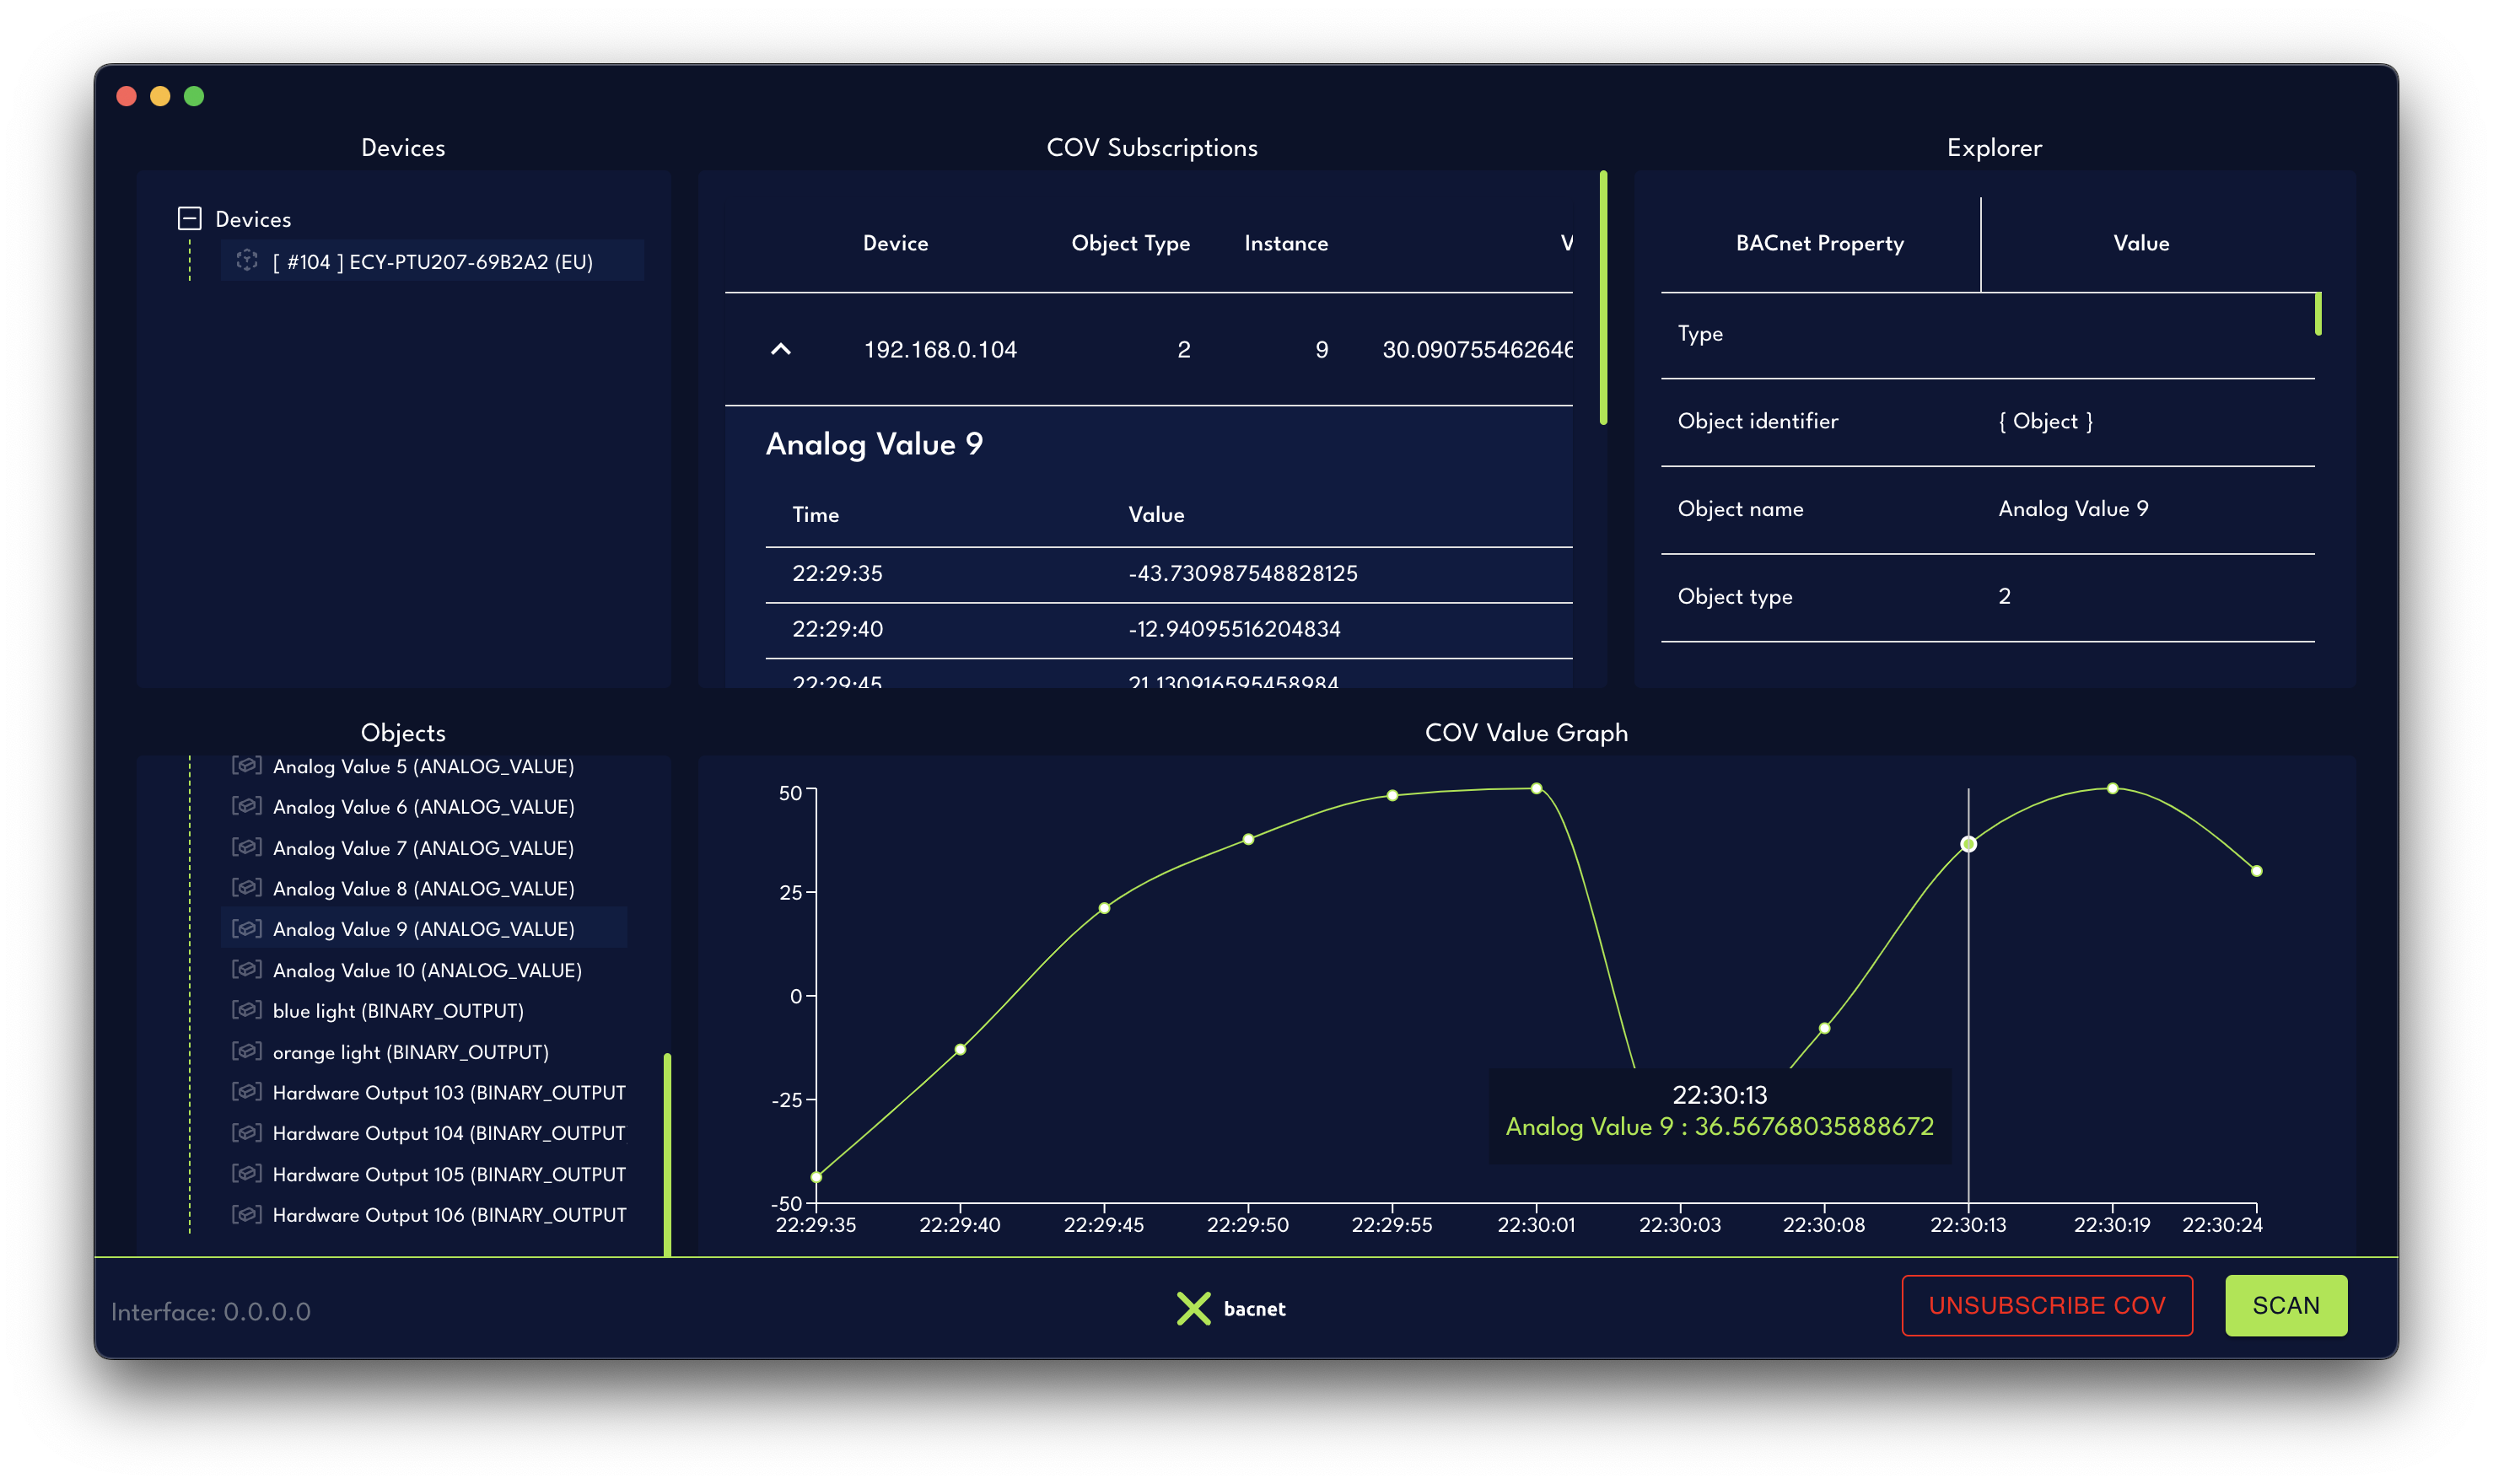 Devices
Devices
[ #104 ] ECY-PTU207-69B2A2 (EU)
COV Subscriptions
Device Object Type Instance V
192.168.0.104 2 9 30.090755462646
Analog Value 9
Time Value
22:29:35 -43.730987548828125
22:29:40 -12.94095516204834
22:29:45 21.130916595458984
Explorer
BACnet Property Value
Type
Object identifier { Object }
Object name Analog Value 9
Object type 2
Objects
Analog Value 5 (ANALOG_VALUE)
Analog Value 6 (ANALOG_VALUE)
Analog Value 7 (ANALOG_VALUE)
Analog Value 8 (ANALOG_VALUE)
Analog Value 9 (ANALOG_VALUE)
Analog Value 10 (ANALOG_VALUE)
blue light (BINARY_OUTPUT)
orange light (BINARY_OUTPUT)
Hardware Output 103 (BINARY_OUTPUT
Hardware Output 104 (BINARY_OUTPUT
Hardware Output 105 (BINARY_OUTPUT
Hardware Output 106 (BINARY_OUTPUT
COV Value Graph
50
25
0
-25
-50
22:30:13
Analog Value 9 : 36.56768035888672
22:29:35 22:29:40 22:29:45 22:29:50 22:29:55 22:30:01 22:30:03 22:30:08 22:30:13 22:30:19 22:30:24
Interface: 0.0.0.0
bacnet
UNSUBSCRIBE COV
SCAN